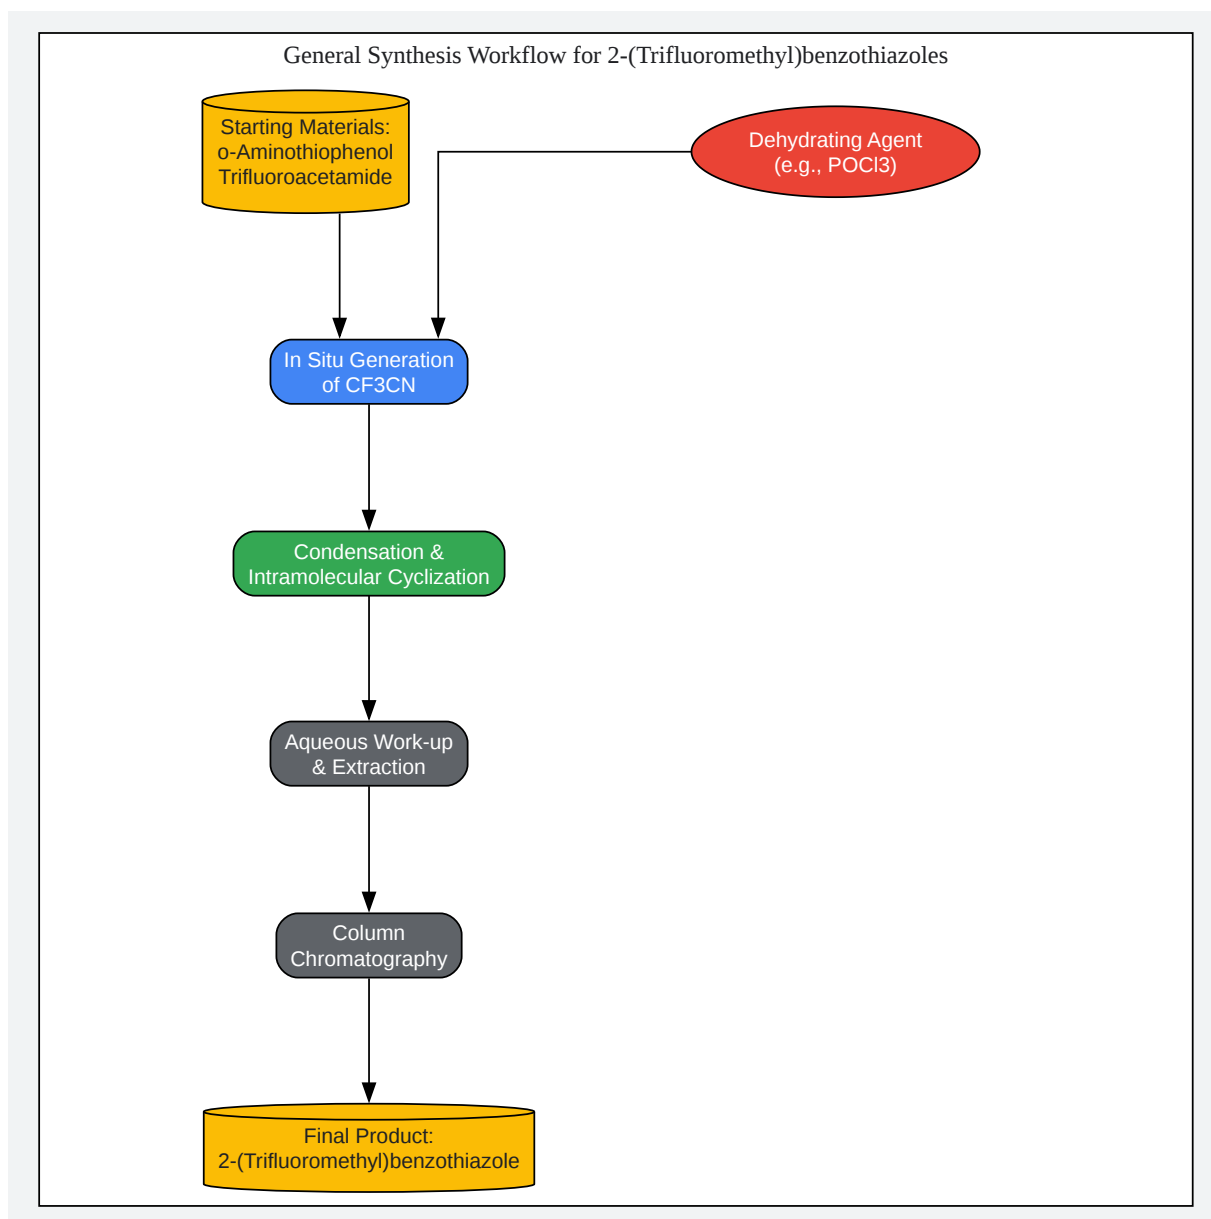 General Synthesis Workflow for 2-(Trifluoromethyl)benzothiazoles
Starting Materials:
o-Aminothiophenol
Trifluoroacetamide
Dehydrating Agent
(e.g., POCl3)
In Situ Generation
of CF3CN
Condensation &
Intramolecular Cyclization
Aqueous Work-up
& Extraction
Column
Chromatography
Final Product:
2-(Trifluoromethyl)benzothiazole